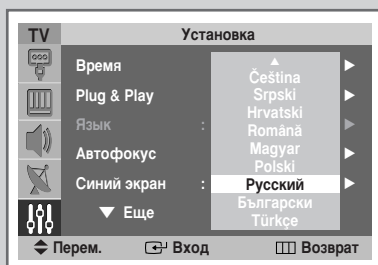 TV
Установка
Время
Plug & Play
Язык :
Автофокус
Синий экран :
▼ Еще
▲
Čeština
Srpski
Hrvatski
Română
Magyar
Polski
Русский
Български
Türkçe
Перем.
Вход
Возврат